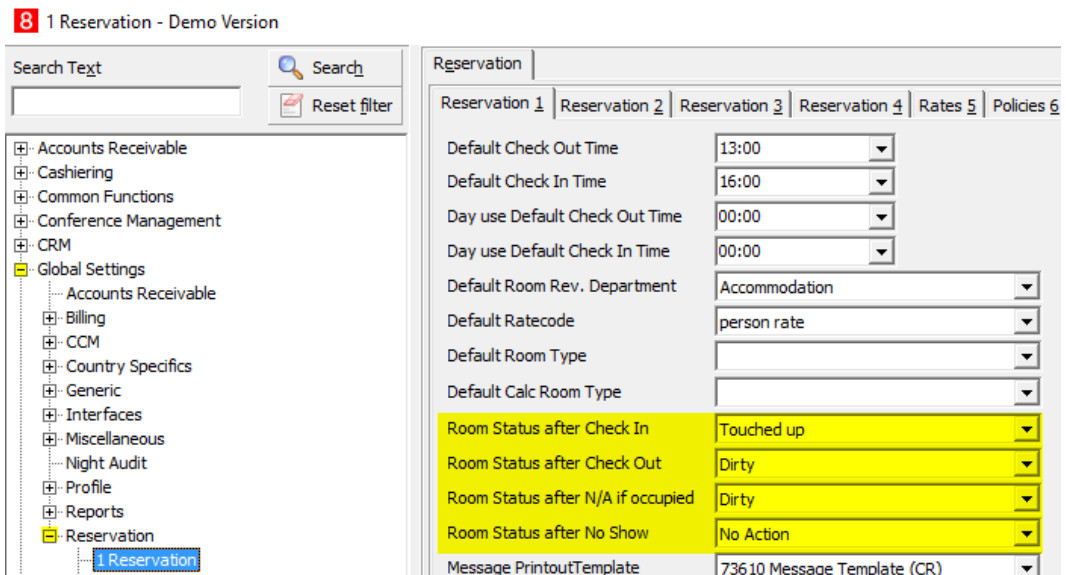 8 1 Reservation - Demo Version
Search Text
Search
Reset filter
Accounts Receivable
Cashiering
Common Functions
Conference Management
CRM
Global Settings
Accounts Receivable
Billing
CCM
Country Specifics
Generic
Interfaces
Miscellaneous
Night Audit
Profile
Reports
Reservation
1 Reservation
Reservation
Reservation 1 Reservation 2 Reservation 3 Reservation 4 Rates 5 Policies 6
Default Check Out Time 13:00
Default Check In Time 16:00
Day use Default Check Out Time 00:00
Day use Default Check In Time 00:00
Default Room Rev. Department Accommodation
Default Ratecode person rate
Default Room Type
Default Calc Room Type
Room Status after Check In Touched up
Room Status after Check Out Dirty
Room Status after N/A if occupied Dirty
Room Status after No Show No Action
Message PrintoutTemplate 73610 Message Template (CR)